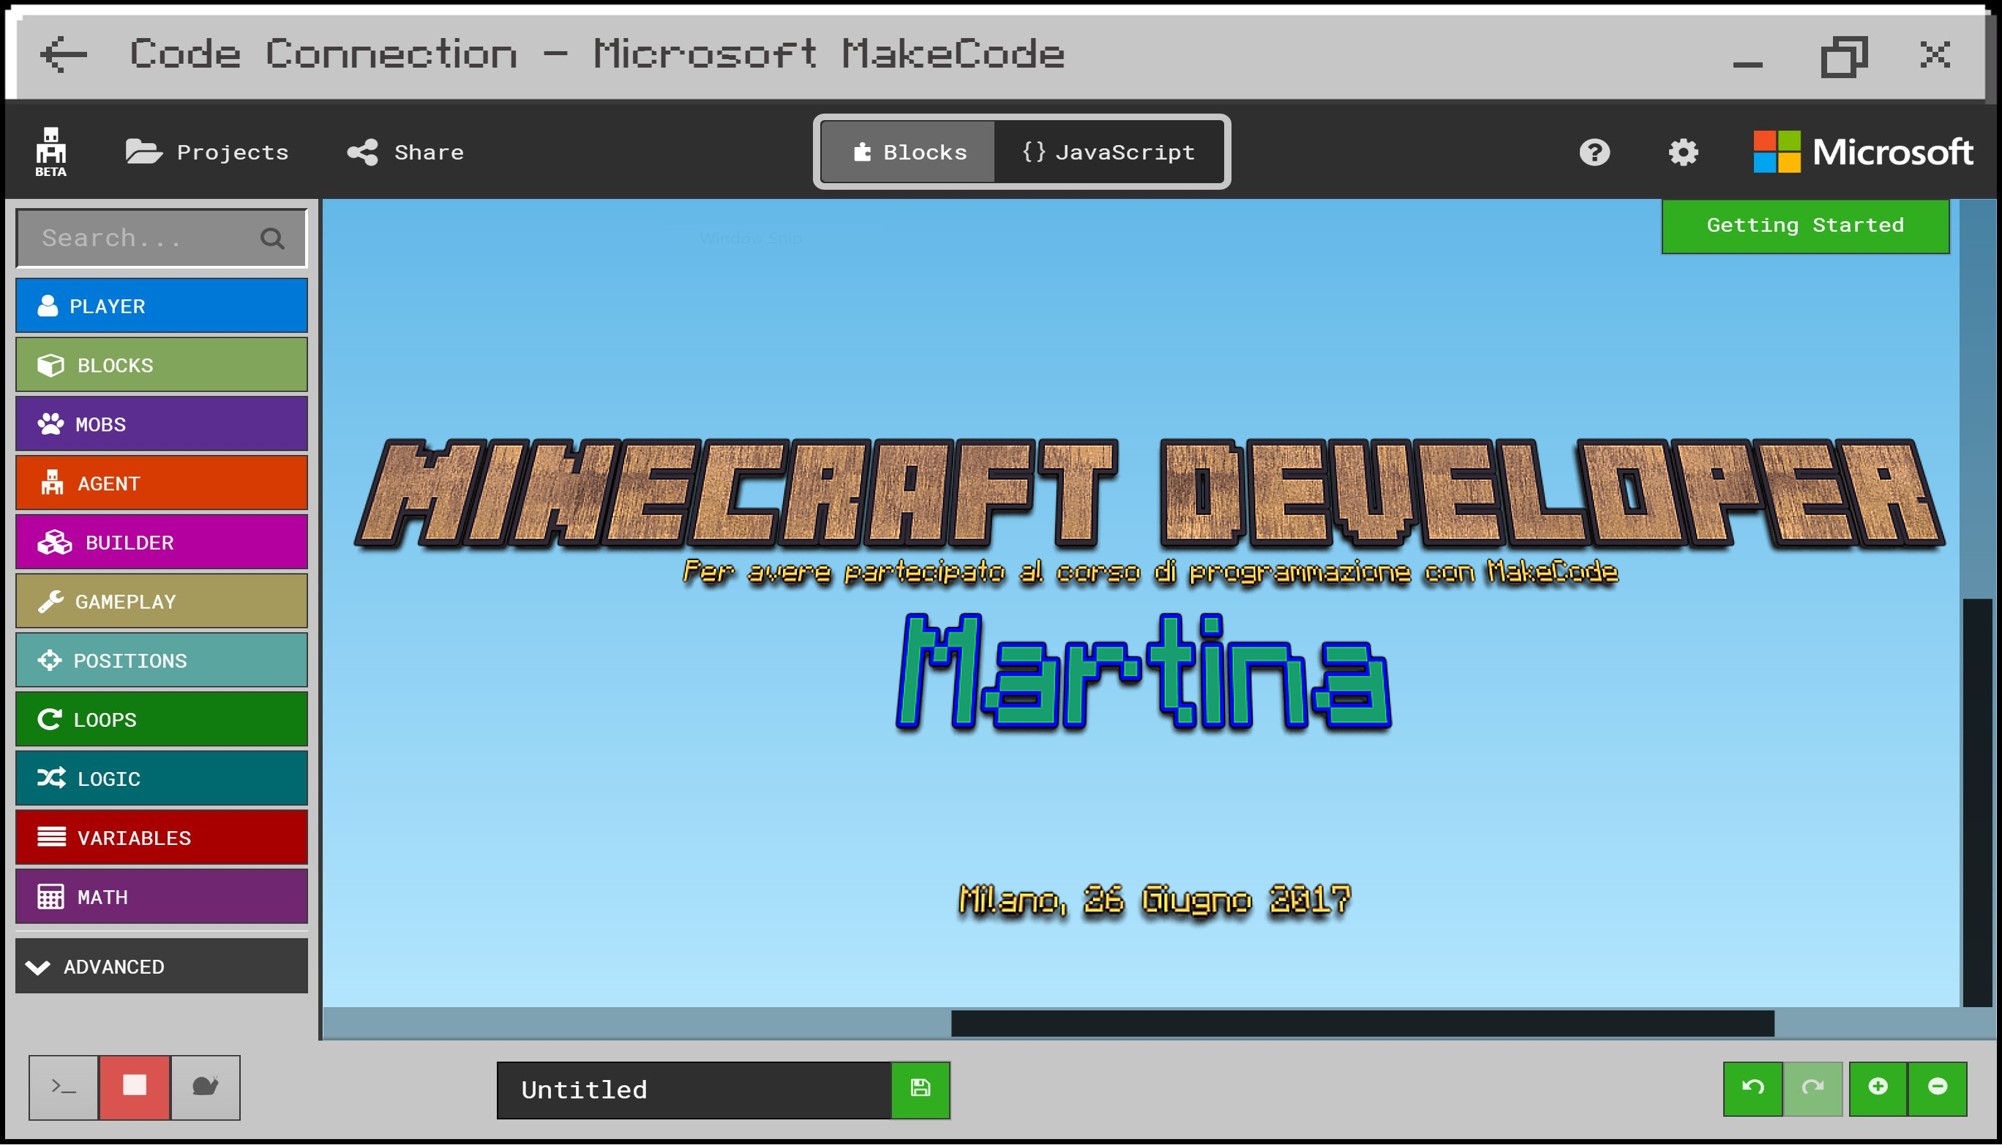 Code Connection - Microsoft MakeCode
BETA
Projects
Share
Blocks
{} JavaScript
Microsoft
Search...
Getting Started
PLAYER
BLOCKS
MOBS
AGENT
BUILDER
GAMEPLAY
POSITIONS
LOOPS
LOGIC
VARIABLES
MATH
ADVANCED
Window Snip
MINECRAFT DEVELOPER
Per avere partecipato al corso di programmazione con MakeCode
Martina
Milano, 26 Giugno 2017
>_
Untitled